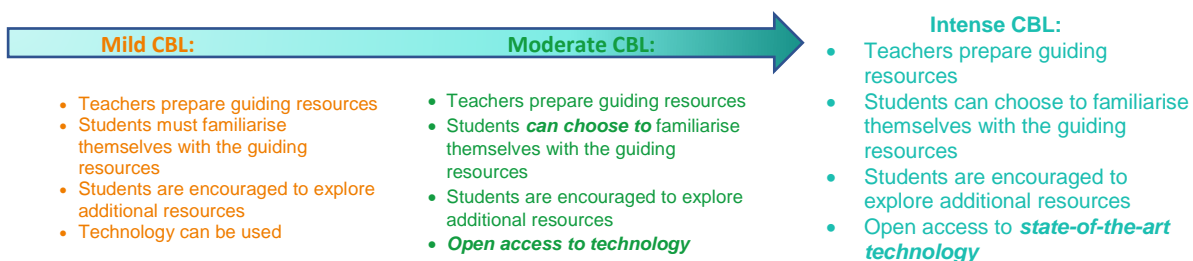 Mild CBL:
• Teachers prepare guiding resources
• Students must familiarise
themselves with the guiding
resources
• Students are encouraged to explore
additional resources
• Technology can be used
Moderate CBL:
• Teachers prepare guiding resources
• Students can choose to familiarise
themselves with the guiding
resources
• Students are encouraged to explore
additional resources
• Open access to technology
Intense CBL:
• Teachers prepare guiding
resources
• Students can choose to familiarise
themselves with the guiding
resources
• Students are encouraged to
explore additional resources
• Open access to state-of-the-art
technology